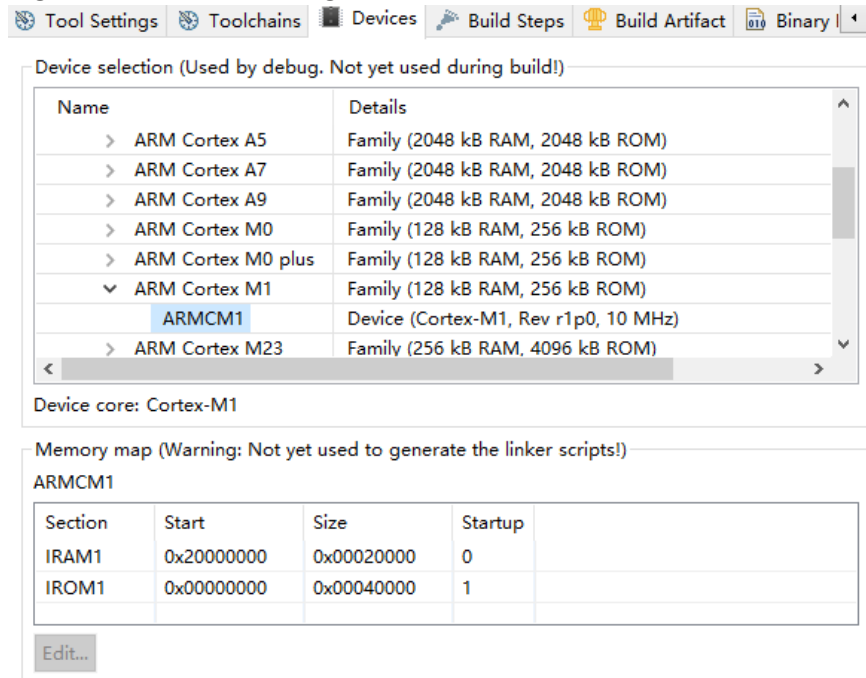 Tool Settings Toolchains Devices Build Steps Build Artifact Binary
Device selection (Used by debug. Not yet used during build!)
Name Details
ARM Cortex A5 Family (2048 kB RAM, 2048 kB ROM)
ARM Cortex A7 Family (2048 kB RAM, 2048 kB ROM)
ARM Cortex A9 Family (2048 kB RAM, 2048 kB ROM)
ARM Cortex M0 Family (128 kB RAM, 256 kB ROM)
ARM Cortex M0 plus Family (128 kB RAM, 256 kB ROM)
ARM Cortex M1 Family (128 kB RAM, 256 kB ROM)
ARMCM1 Device (Cortex-M1, Rev r1p0, 10 MHz)
ARM Cortex M23 Family (256 kB RAM, 4096 kB ROM)
Device core: Cortex-M1
Memory map (Warning: Not yet used to generate the linker scripts!)
ARMCM1
Section Start Size Startup
IRAM1 0x20000000 0x00020000 0
IROM1 0x00000000 0x00040000 1
Edit...